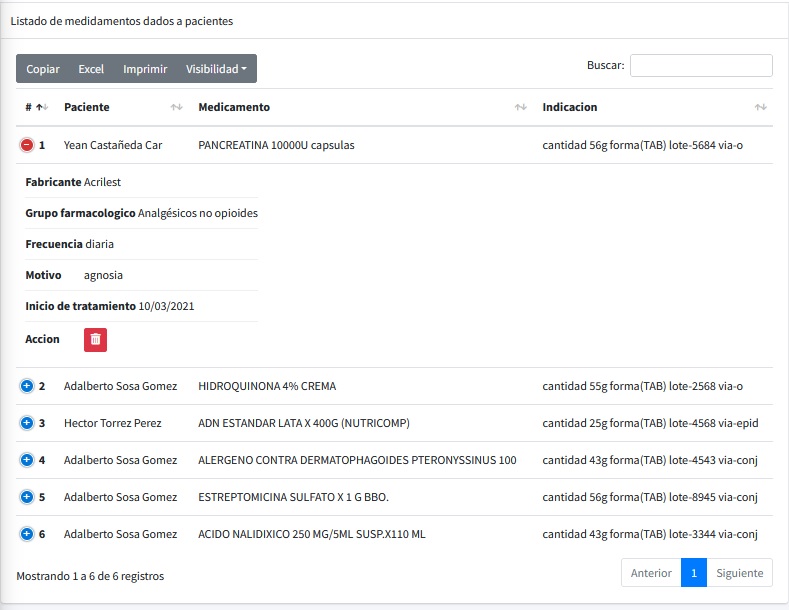 Listado de medidamentos dados a pacientes
Copiar Excel Imprimir Visibilidad Buscar:
# Paciente Medicamento Indicacion
1 Yean Castañeda Car PANCREATINA 10000U capsulas cantidad 56g forma(TAB) lote-5684 via-o
Fabricante Acrilest
Grupo farmacologico Analgésicos no opioides
Frecuencia diaria
Motivo agnosia
Inicio de tratamiento 10/03/2021
Accion
2 Adalberto Sosa Gomez HIDROQUINONA 4% CREMA cantidad 55g forma(TAB) lote-2568 via-o
3 Hector Torrez Perez ADN ESTANDAR LATA X 400G (NUTRICOMP) cantidad 25g forma(TAB) lote-4568 via-epid
4 Adalberto Sosa Gomez ALERGENO CONTRA DERMATOPHAGOIDES PTERONYSSINUS 100 cantidad 43g forma(TAB) lote-4543 via-conj
5 Adalberto Sosa Gomez ESTREPTOMICINA SULFATO X 1 G BBO. cantidad 56g forma(TAB) lote-8945 via-conj
6 Adalberto Sosa Gomez ACIDO NALIDIXICO 250 MG/5ML SUSP.X110 ML cantidad 43g forma(TAB) lote-3344 via-conj
Mostrando 1 a 6 de 6 registros Anterior 1 Siguiente